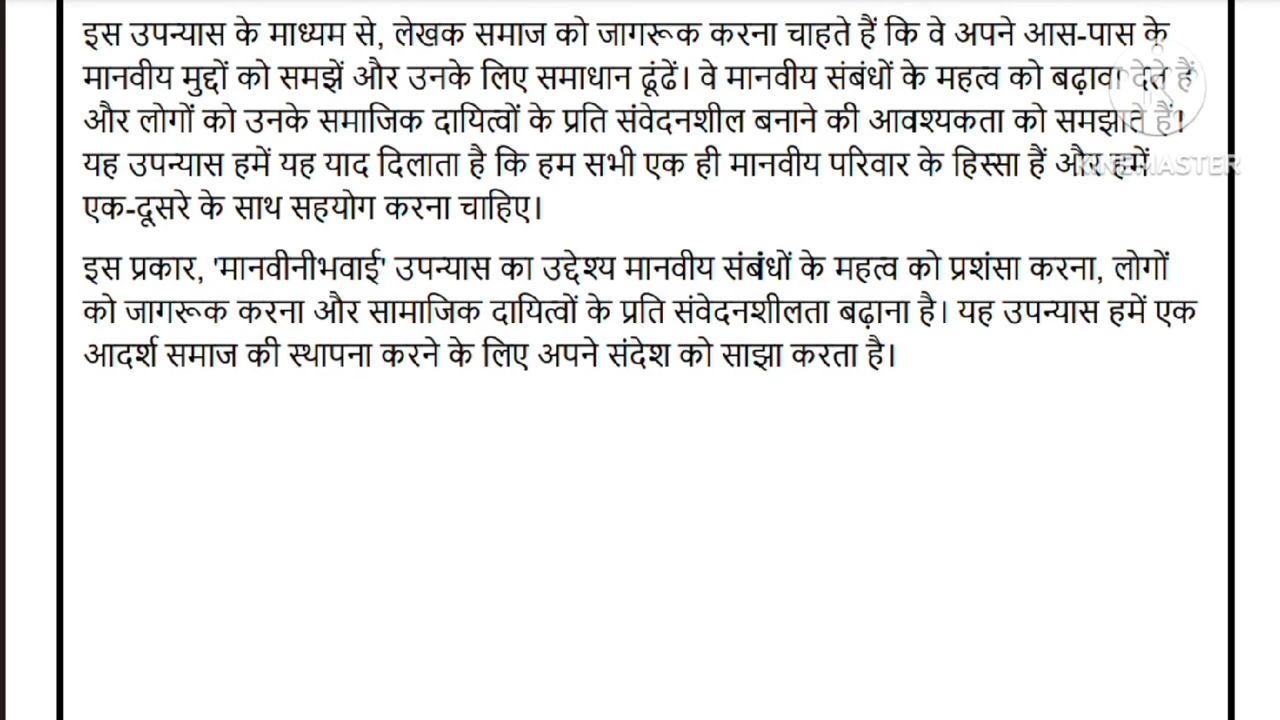 इस उपन्यास के माध्यम से, लेखक समाज को जागरूक करना चाहते हैं कि वे अपने आस-पास के
मानवीय मुद्दों को समझें और उनके लिए समाधान ढूंढें। वे मानवीय संबंधों के महत्व को बढ़ावा देते हैं
और लोगों को उनके समाजिक दायित्वों के प्रति संवेदनशील बनाने की आवश्यकता को समझाते हैं।
यह उपन्यास हमें यह याद दिलाता है कि हम सभी एक ही मानवीय परिवार के हिस्सा हैं और हमें
KINEMASTER
एक-दूसरे के साथ सहयोग करना चाहिए।
इस प्रकार, 'मानवीनीभवाई' उपन्यास का उद्देश्य मानवीय संबंधों के महत्व को प्रशंसा करना, लोगों
को जागरूक करना और सामाजिक दायित्वों के प्रति संवेदनशीलता बढ़ाना है। यह उपन्यास हमें एक
आदर्श समाज की स्थापना करने के लिए अपने संदेश को साझा करता है।